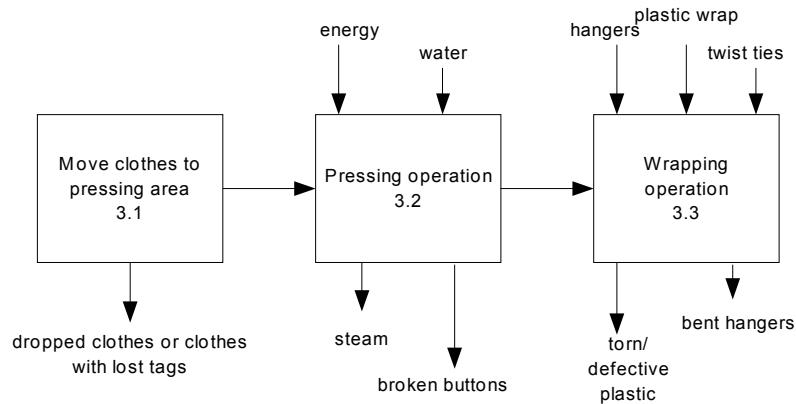 energy
water
hangers
plastic wrap
twist ties
Move clothes to
pressing area
3.1
Pressing operation
3.2
Wrapping
operation
3.3
dropped clothes or clothes
with lost tags
steam
broken buttons
torn/
defective
plastic
bent hangers